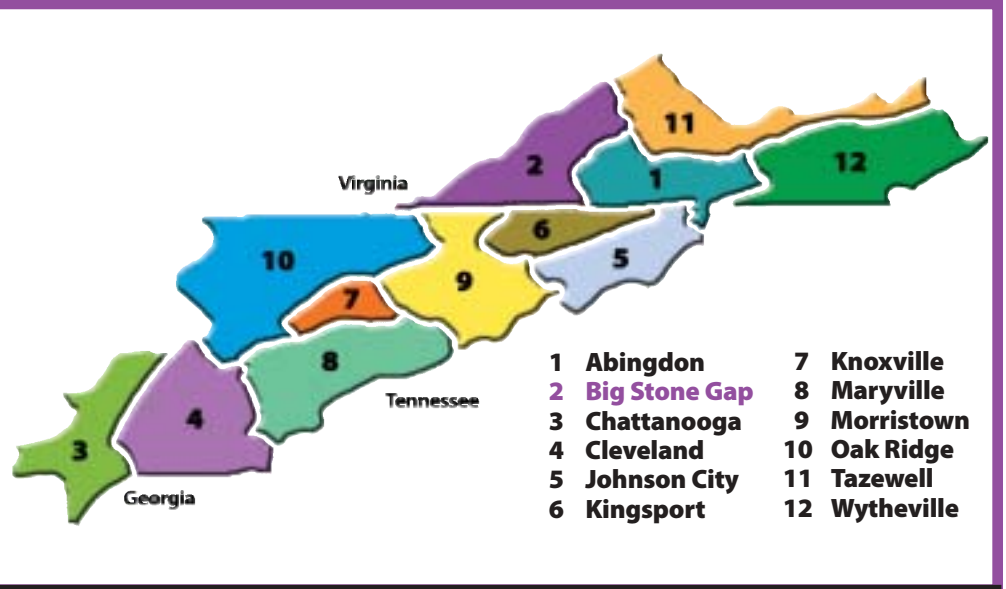 11
12
2
1
Virginia
6
5
10
9
7
8
Tennessee
4
3
Georgia
1 Abingdon
2 Big Stone Gap
3 Chattanooga
4 Cleveland
5 Johnson City
6 Kingsport
7 Knoxville
8 Maryville
9 Morristown
10 Oak Ridge
11 Tazewell
12 Wytheville